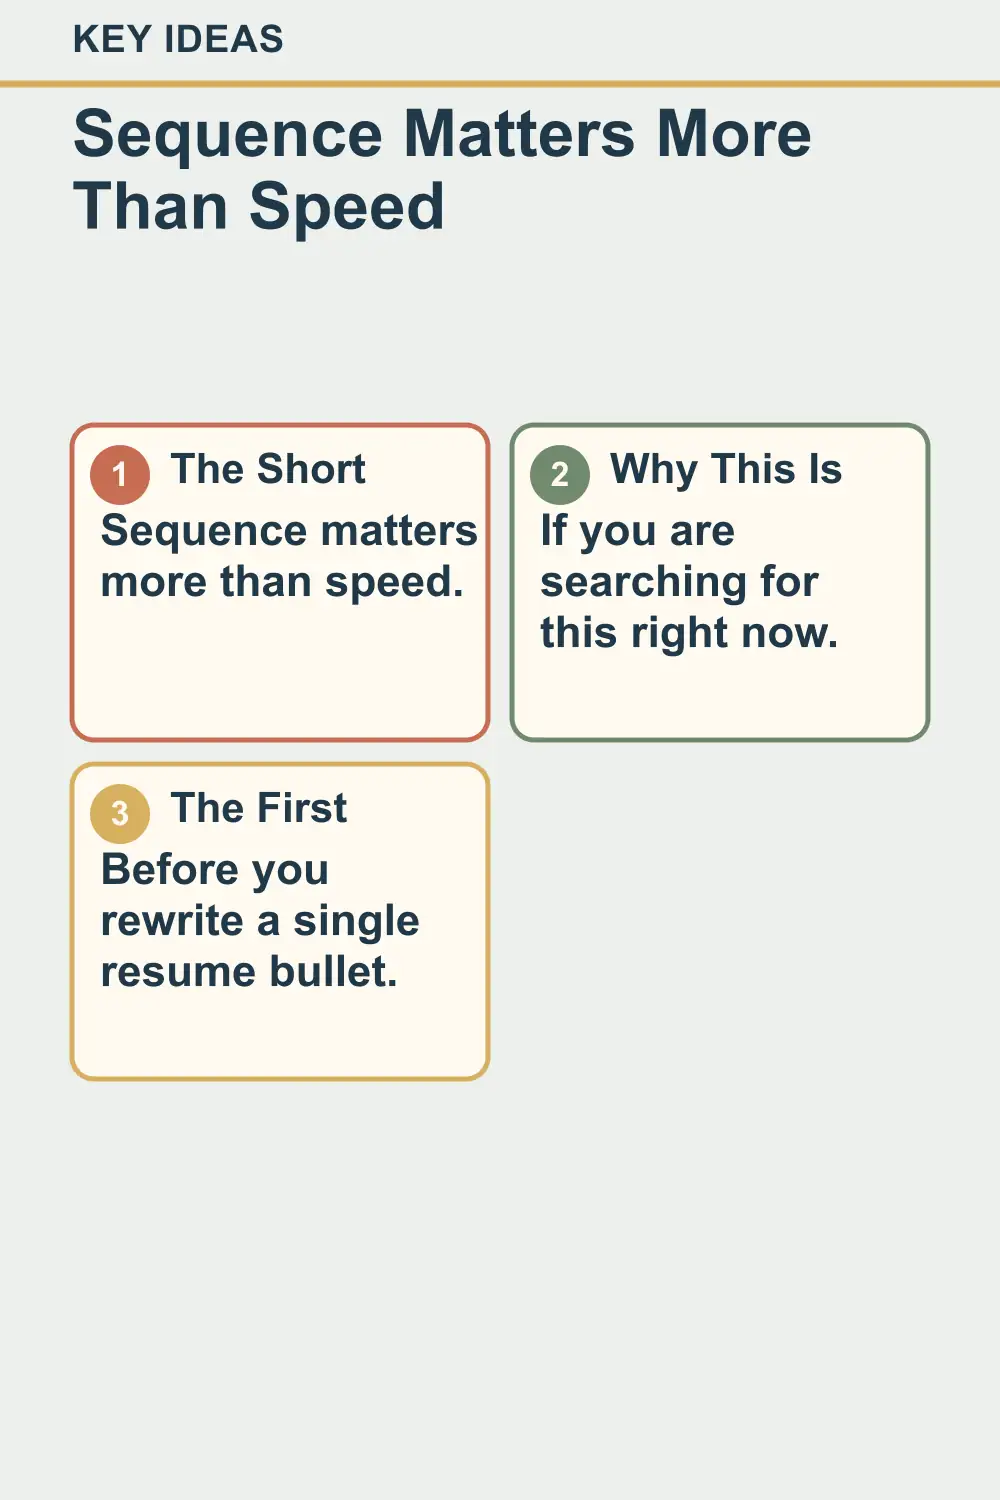 KEY IDEAS
Sequence Matters More
Than Speed
1 The Short
Sequence matters
more than speed.
2 Why This Is
If you are
searching for
this right now.
3 The First
Before you
rewrite a single
resume bullet.